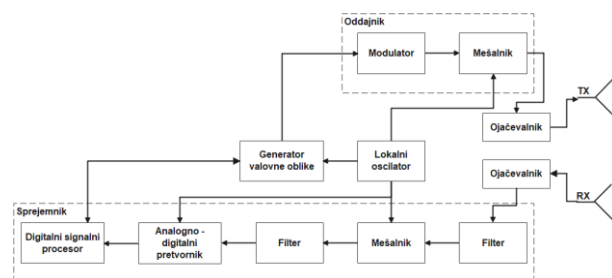 Oddajnik
Modulator
Mešalnik
TX
Ojačevalnik
Generator
valovne oblike
Lokalni
oscilator
Ojačevalnik
RX
Sprejemnik
Digitalni signalni
procesor
Analogno -
digitalni
pretvornik
Filter
Mešalnik
Filter